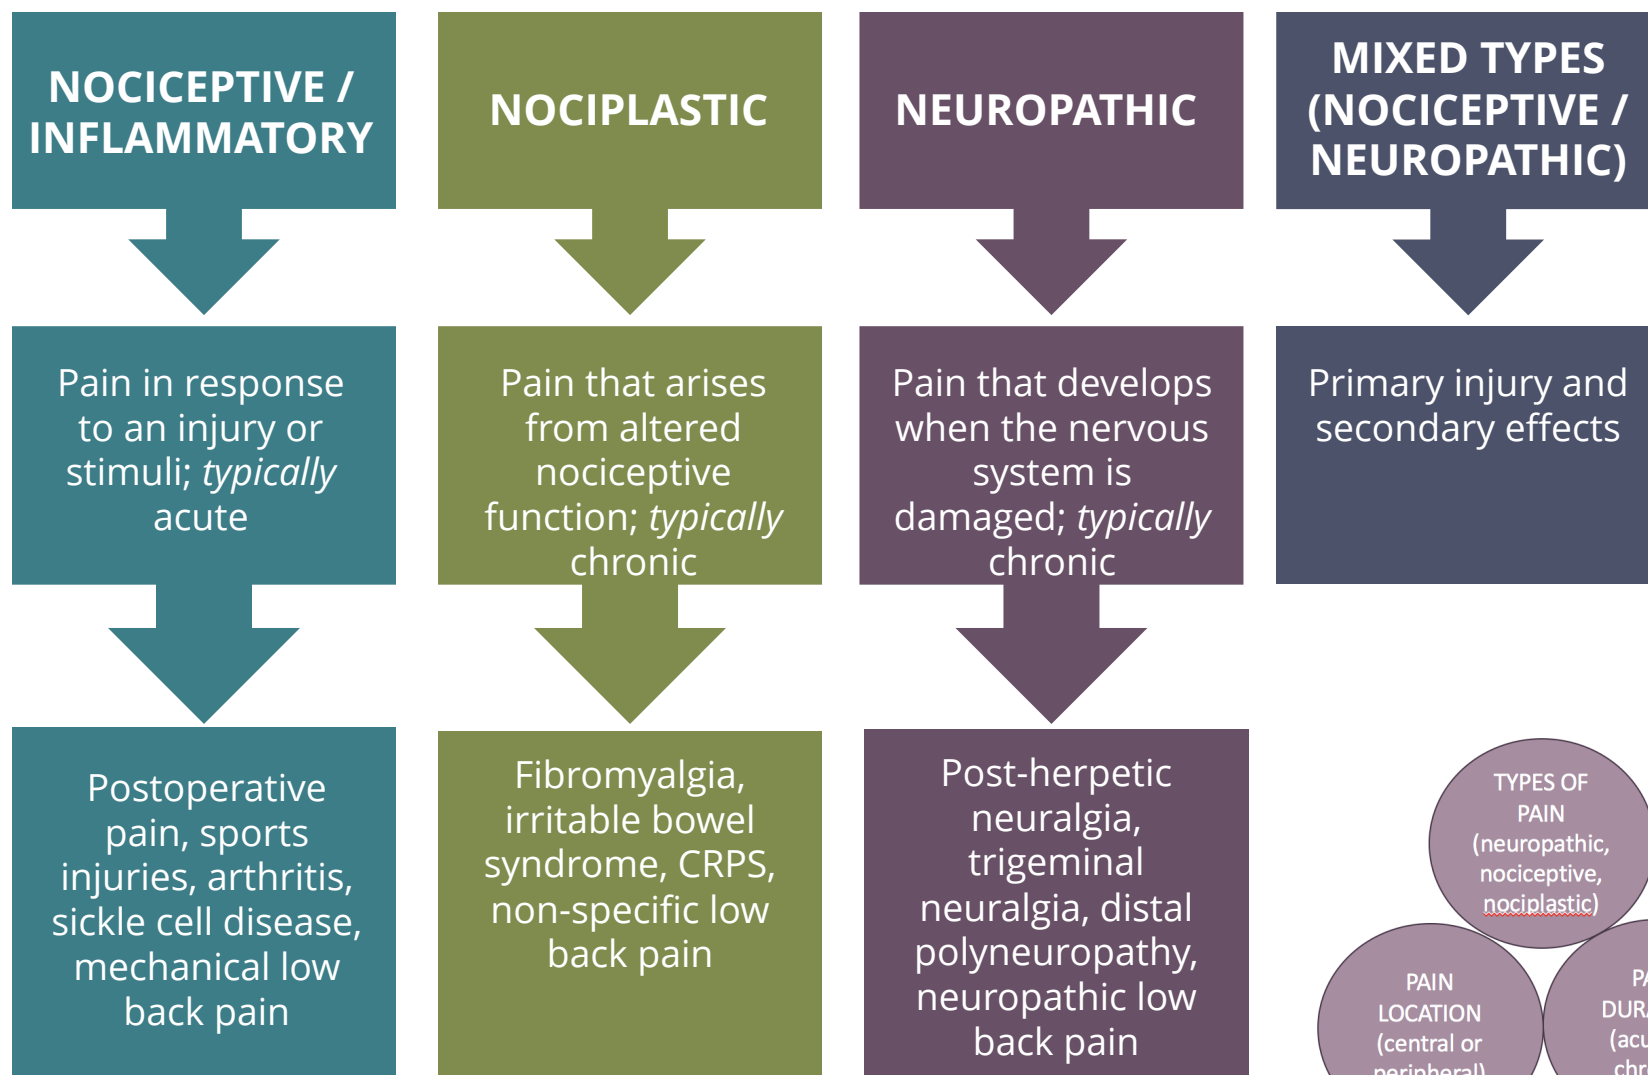 NOCICEPTIVE /
INFLAMMATORY
NOCIPLASTIC
NEUROPATHIC
MIXED TYPES
(NOCICEPTIVE /
NEUROPATHIC)
Pain in response
to an injury or
stimuli; typically
acute
Pain that arises
from altered
nociceptive
function; typically
chronic
Pain that develops
when the nervous
system is
damaged; typically
chronic
Primary injury and
secondary effects
Postoperative
pain, sports
injuries, arthritis,
sickle cell disease,
mechanical low
back pain
Fibromyalgia,
irritable bowel
syndrome, CRPS,
non-specific low
back pain
Post-herpetic
neuralgia,
trigeminal
neuralgia, distal
polyneuropathy,
neuropathic low
back pain
TYPES OF
PAIN
(neuropathic,
nociceptive,
nociplastic)
PAIN
LOCATION
(central or
peripheral)